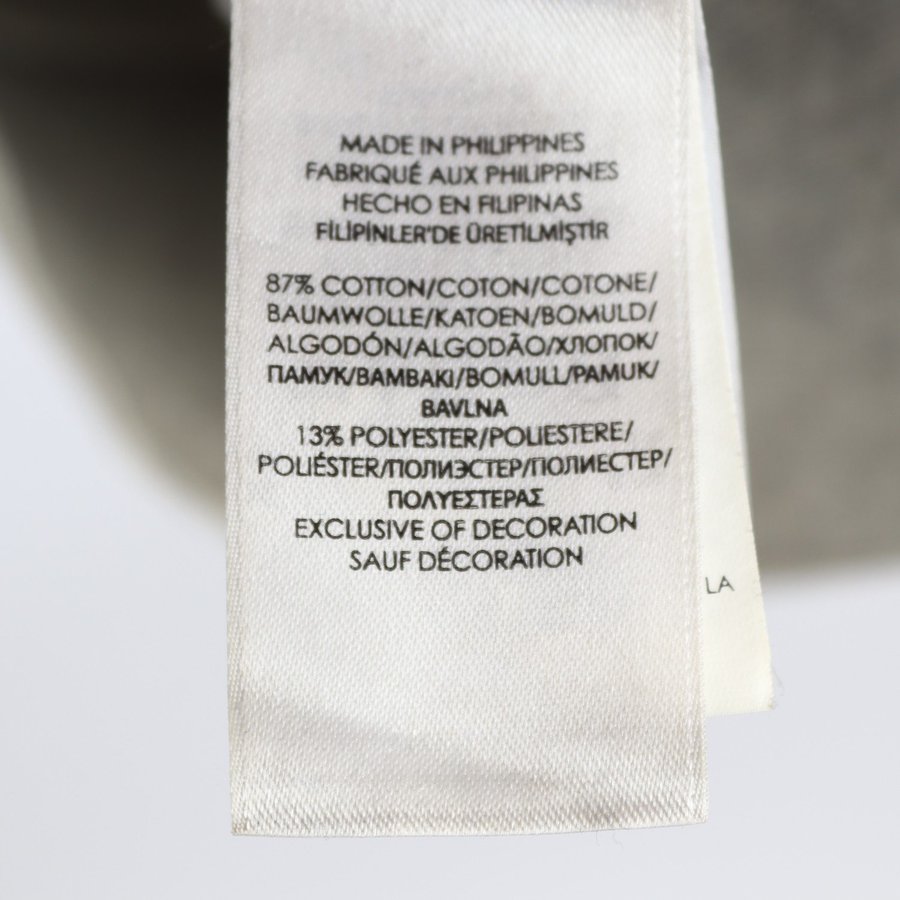 MADE IN PHILIPPINES
FABRIQUÉ AUX PHILIPPINES
HECHO EN FILIPINAS
FİLİPİNLER'DE ÜRETİLMİŞTİR
87% COTTON/COTON/COTONE/
BAUMWOLLE/KATOEN/BOMULD/
ALGODÓN/ALGODÃO/ХЛОПОК/
ПАМУК/BAMBAKI/BOMULL/PAMUK/
BAVLNA
13% POLYESTER/POLIESTERE/
POLIÉSTER/ПОЛИЭСТЕР/ПОЛИЕСТЕР/
ΠΟΛΥΕΣΤΕΡΑΣ
EXCLUSIVE OF DECORATION
SAUF DÉCORATION
LA